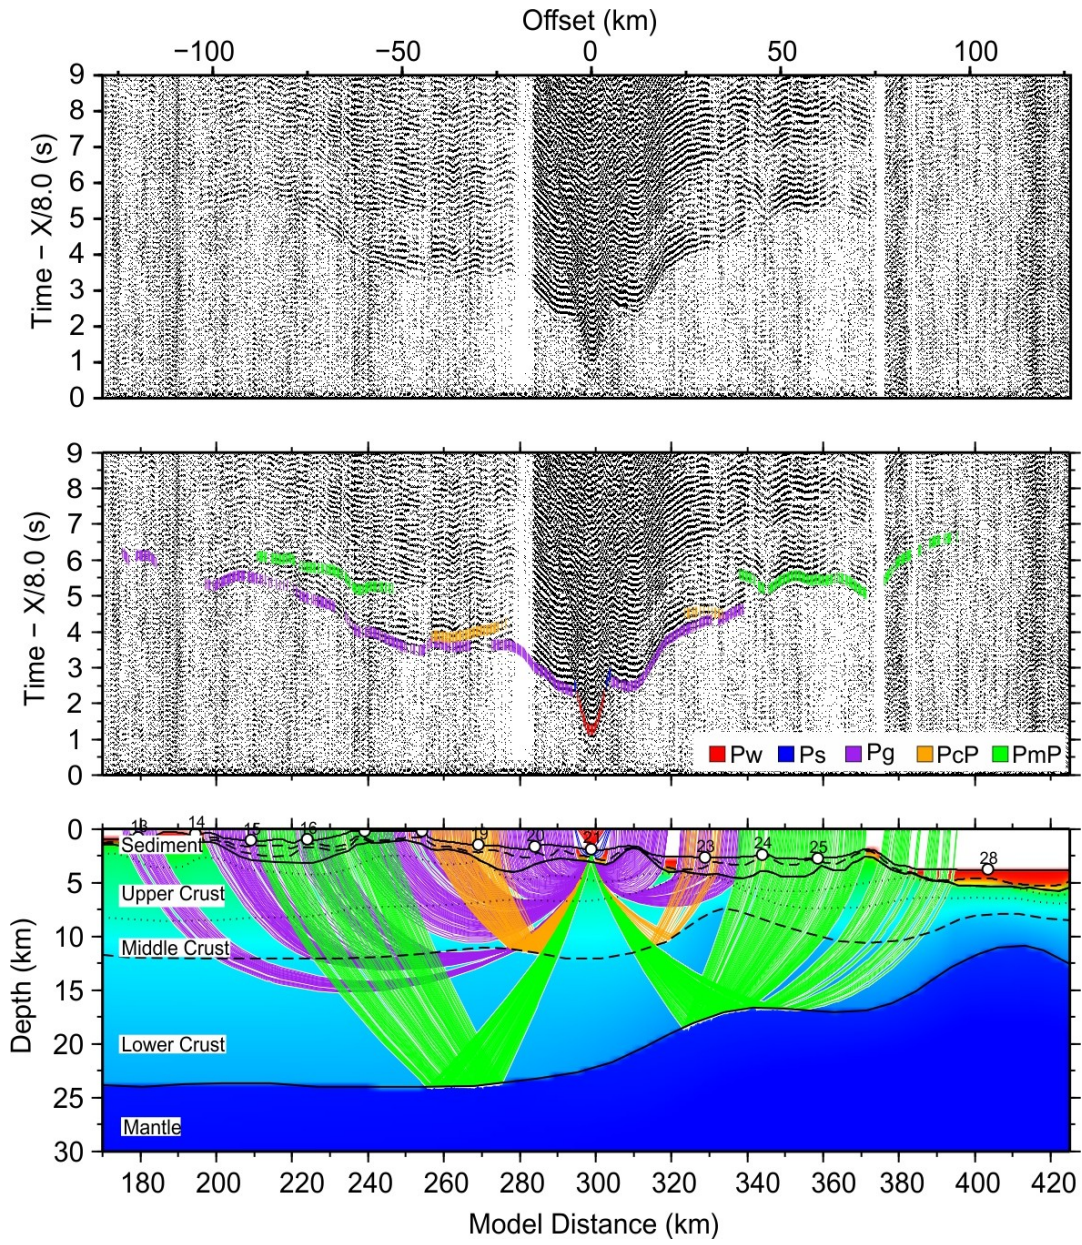 Offset (km)
−100 −50 0 50 100
9
8
7
6
5
4
3
2
1
0
Time − X/8.0 (s)
9
8
7
6
5
4
3
2
1
0
Time − X/8.0 (s)
Pw Ps Pg PcP PmP
0
5
10
15
20
25
30
Depth (km)
13 14 15 16 19 20 21 23 24 25 28
Sediment
Upper Crust
Middle Crust
Lower Crust
Mantle
180 200 220 240 260 280 300 320 340 360 380 400 420
Model Distance (km)